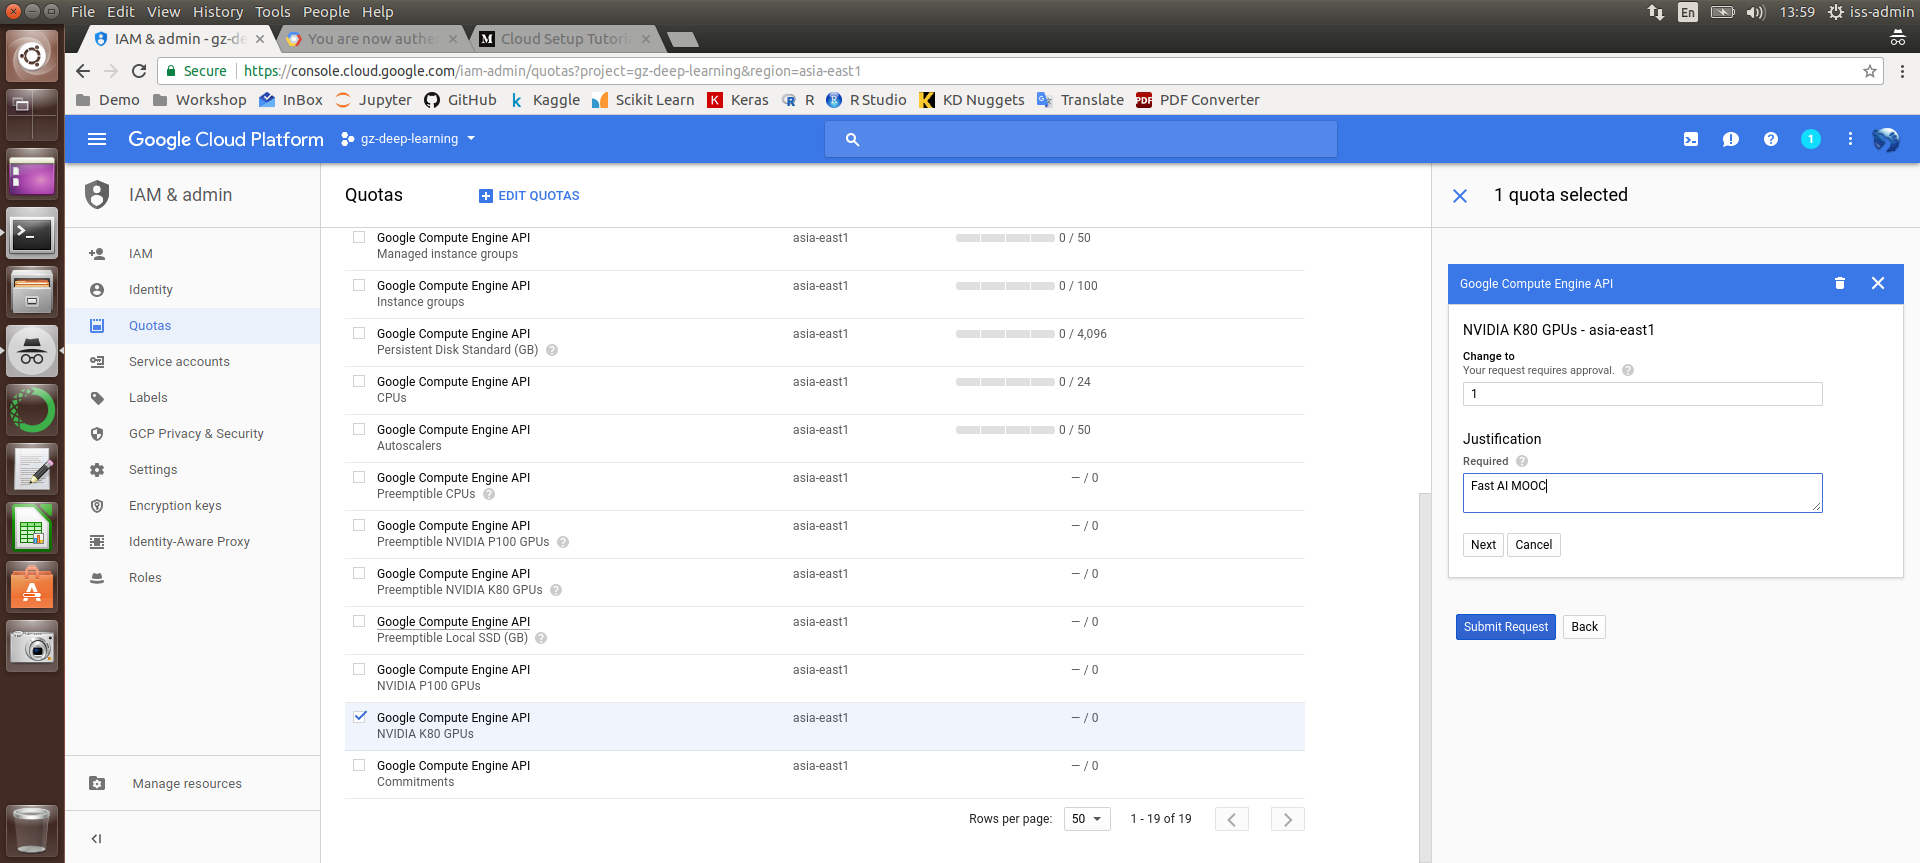 File Edit View History Tools People Help
En 13:59 iss-admin
IAM & admin - gz-de
You are now authe
Cloud Setup Tutori
Secure https://console.cloud.google.com/iam-admin/quotas?project=gz-deep-learning&region=asia-east1
Demo Workshop InBox Jupyter GitHub Kaggle Scikit Learn Keras R R Studio KD Nuggets Translate PDF Converter
Google Cloud Platform gz-deep-learning 1
IAM & admin
IAM
Identity
Quotas
Service accounts
Labels
GCP Privacy & Security
Settings
Encryption keys
Identity-Aware Proxy
Roles
Manage resources
Quotas EDIT QUOTAS
Google Compute Engine API asia-east1 0 / 50
Managed instance groups
Google Compute Engine API asia-east1 0 / 100
Instance groups
Google Compute Engine API asia-east1 0 / 4,096
Persistent Disk Standard (GB)
Google Compute Engine API asia-east1 0 / 24
CPUs
Google Compute Engine API asia-east1 0 / 50
Autoscalers
Google Compute Engine API asia-east1 — / 0
Preemptible CPUs
Google Compute Engine API asia-east1 — / 0
Preemptible NVIDIA P100 GPUs
Google Compute Engine API asia-east1 — / 0
Preemptible NVIDIA K80 GPUs
Google Compute Engine API asia-east1 — / 0
Preemptible Local SSD (GB)
Google Compute Engine API asia-east1 — / 0
NVIDIA P100 GPUs
Google Compute Engine API asia-east1 — / 0
NVIDIA K80 GPUs
Google Compute Engine API asia-east1 — / 0
Commitments
Rows per page: 50 1 - 19 of 19
1 quota selected
Google Compute Engine API
NVIDIA K80 GPUs - asia-east1
Change to
Your request requires approval.
1
Justification
Required
Fast AI MOOC
Next Cancel
Submit Request Back